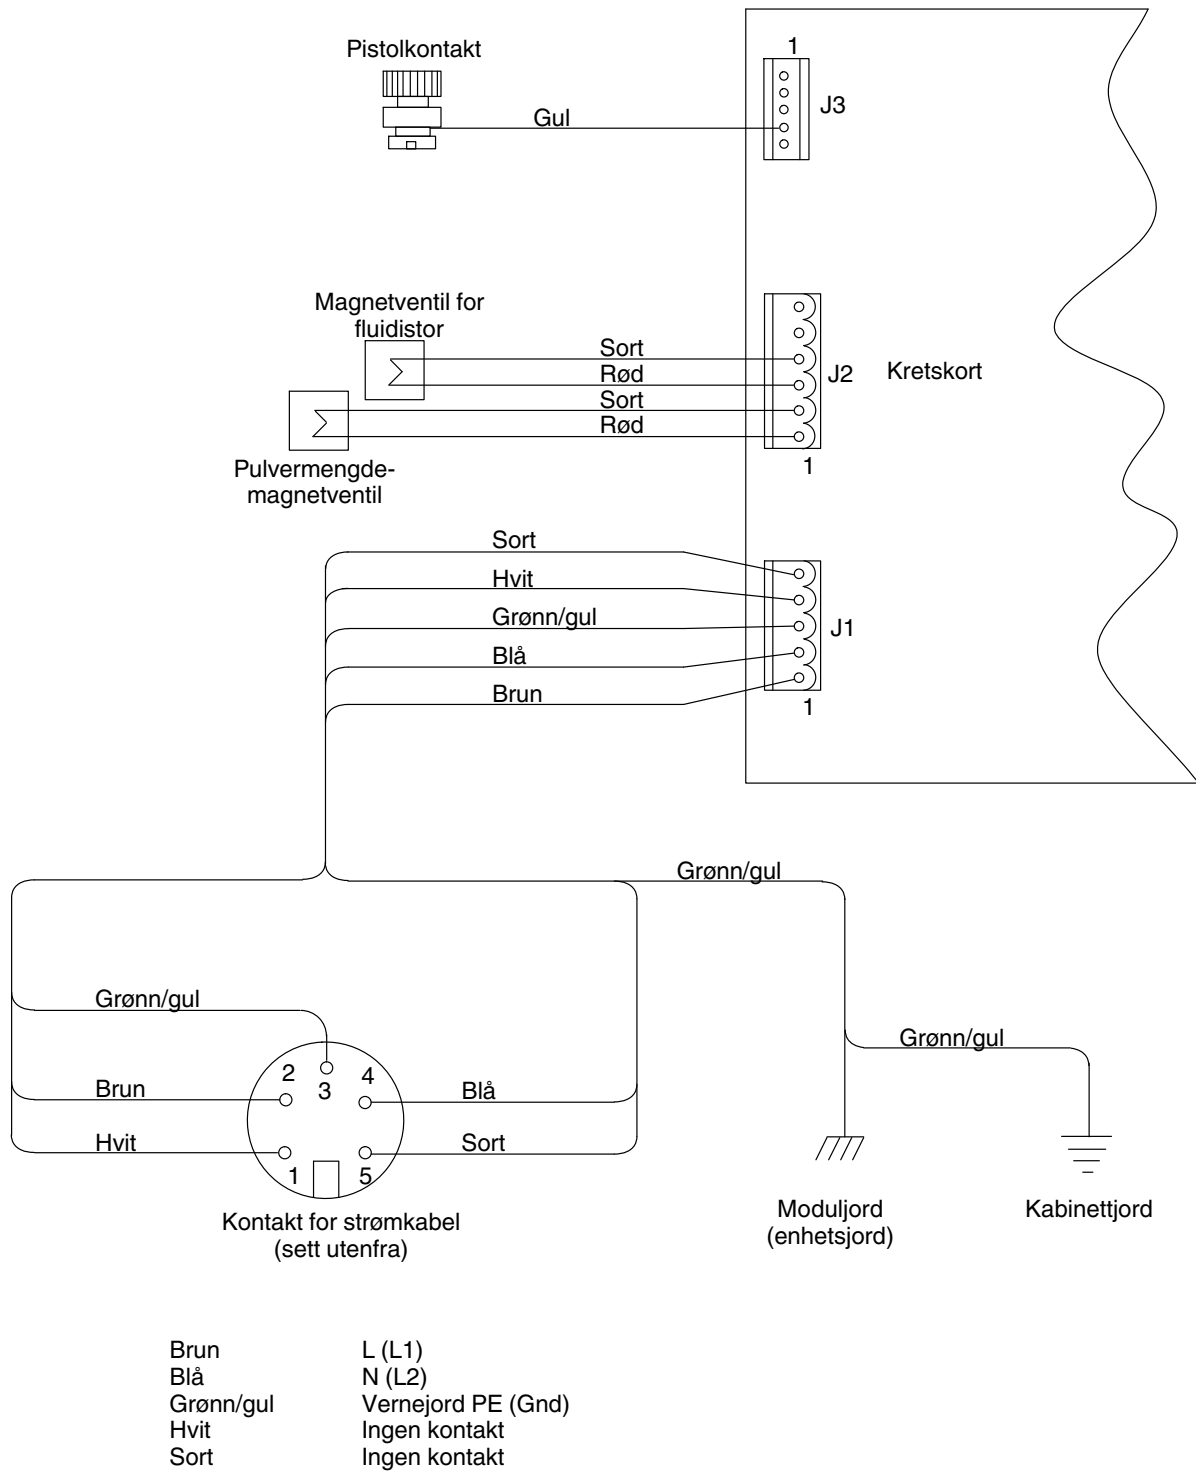 1
Pistolkontakt
J3
Gul
Magnetventil for
fluidistor
Sort
Rød
J2
Kretskort
Sort
Rød
1
Pulvermengde-
magnetventil
Sort
Hvit
Grønn/gul
J1
Blå
Brun
1
Grønn/gul
Grønn/gul
Grønn/gul
2
3
4
Brun
Blå
Hvit
Sort
1
5
Kontakt for strømkabel
(sett utenfra)
Moduljord
(enhetsjord)
Kabinettjord
Brun L (L1)
Blå N (L2)
Grønn/gul Vernejord PE (Gnd)
Hvit Ingen kontakt
Sort Ingen kontakt